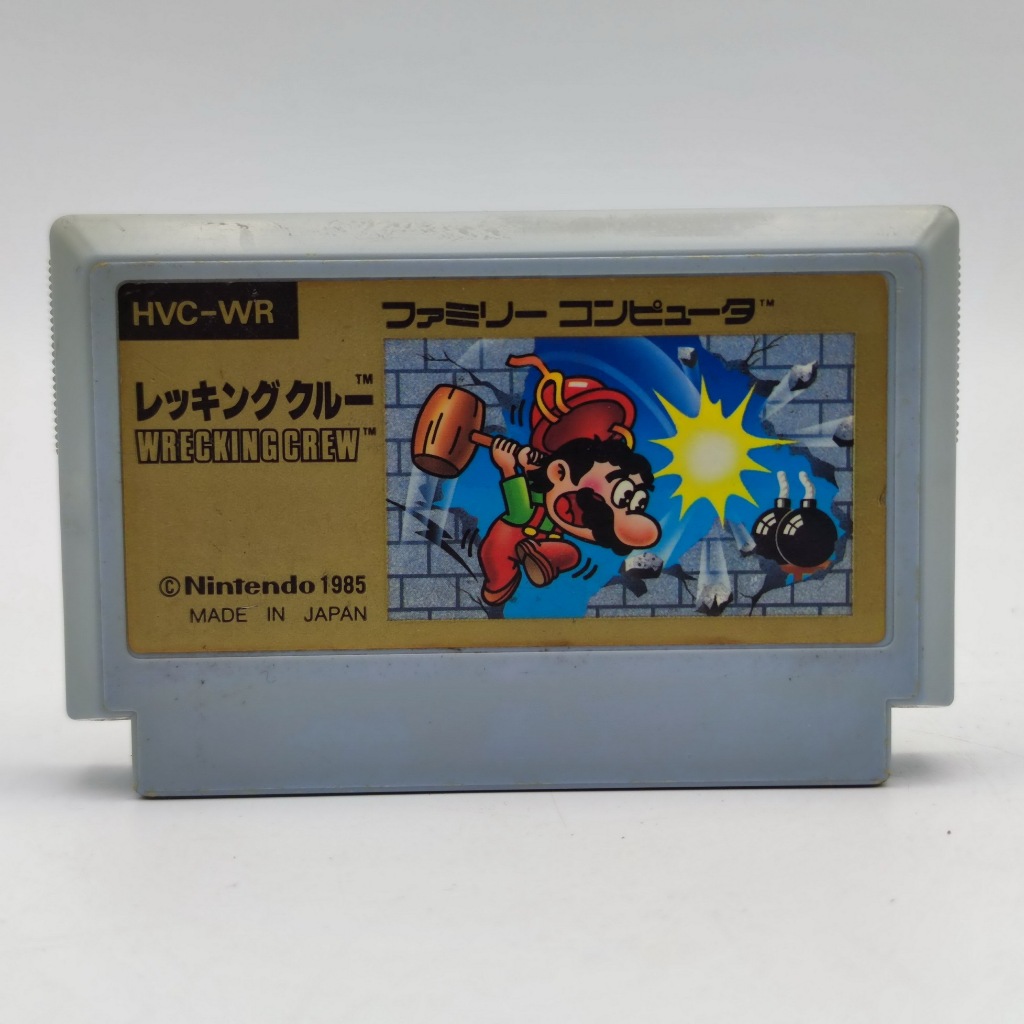 HVC-WR
ファミリー コンピュータ™
レッキングクルー™
WRECKING CREW™
©Nintendo 1985
MADE IN JAPAN